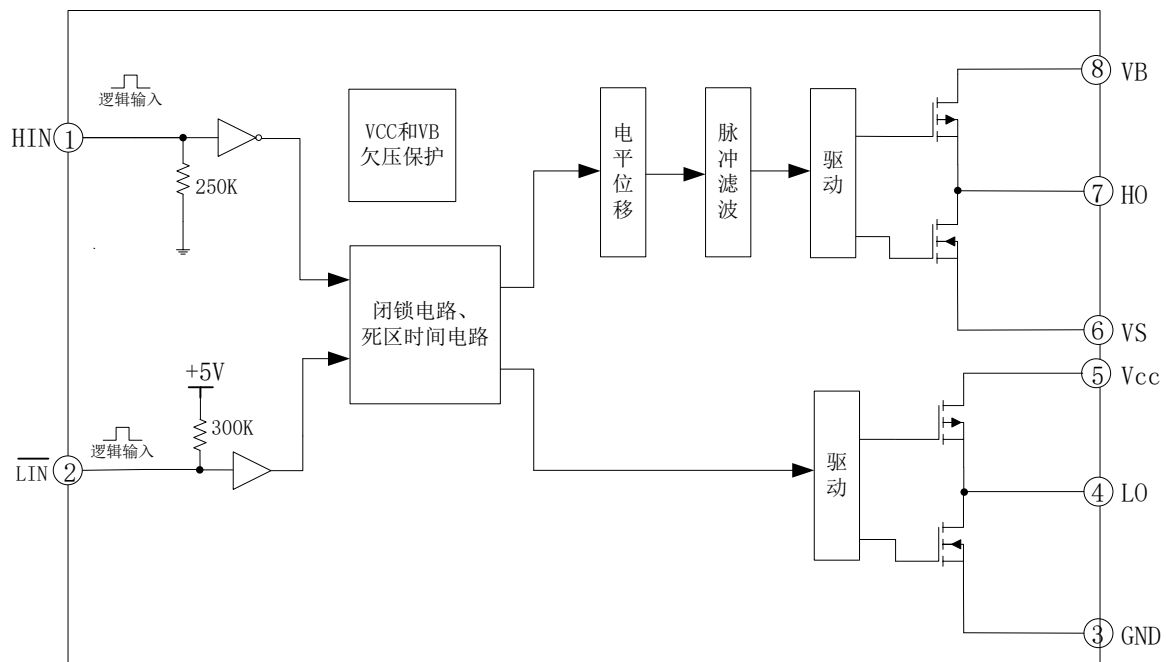 HIN
1
逻辑输入
250K
VCC和VB
欠压保护
闭锁电路、
死区时间电路
+5V
300K
逻辑输入
LIN
2
电平位移
脉冲滤波
驱动
8 VB
7 HO
6 VS
5 Vcc
驱动
4 LO
3 GND